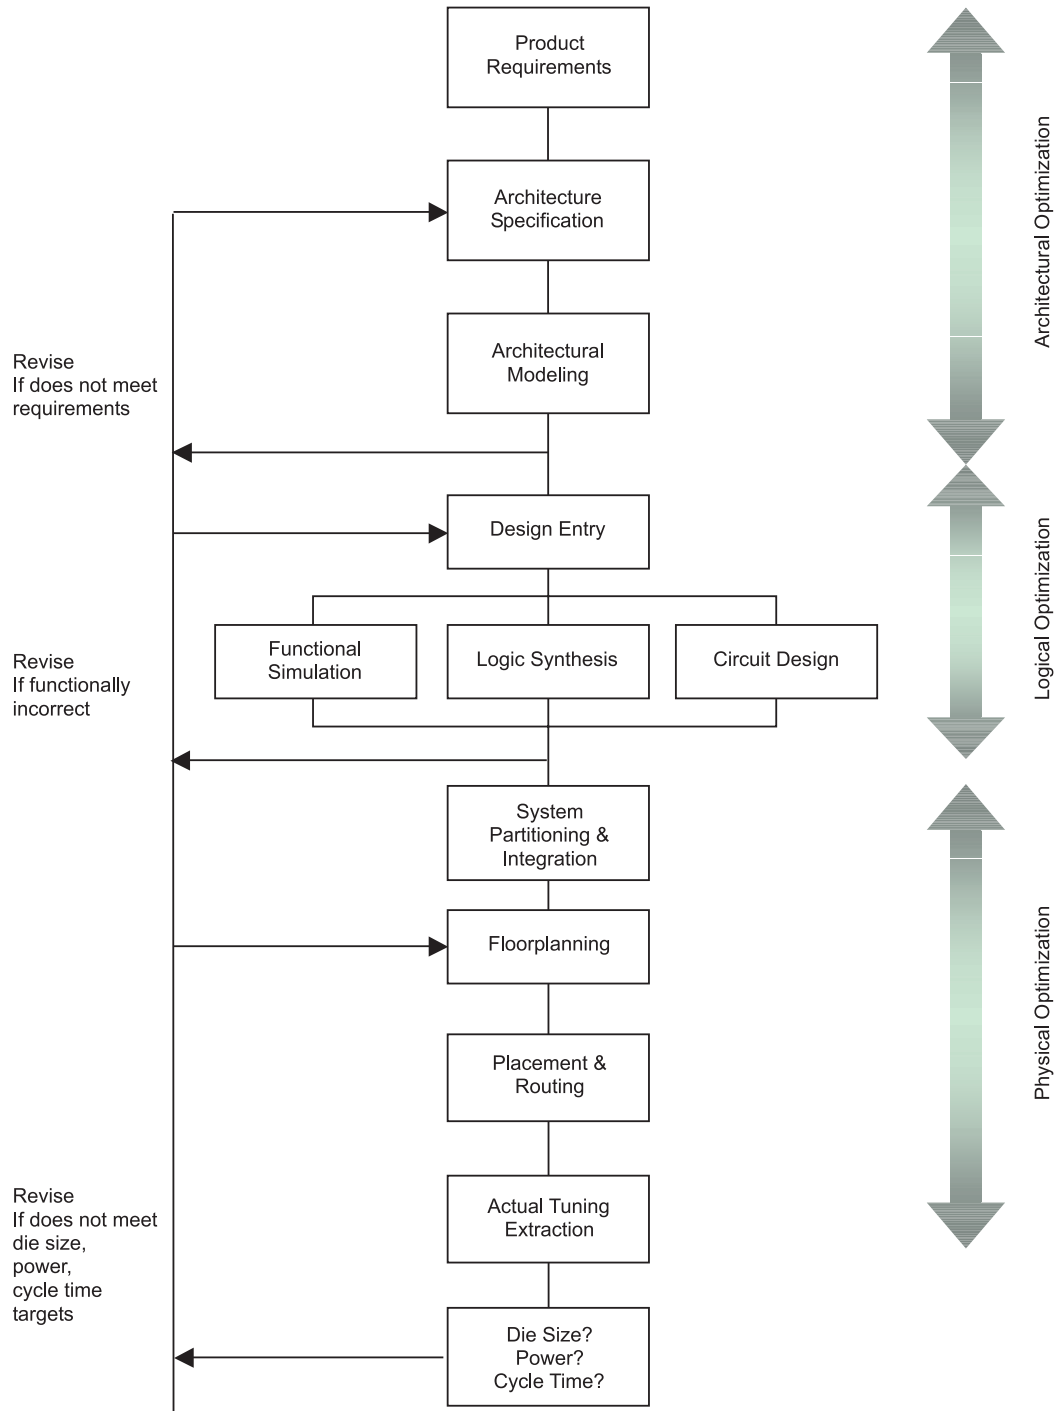 Product
Requirements
Architecture
Specification
Architectural
Modeling
Architectural Optimization
Revise
If does not meet
requirements
Design Entry
Functional
Simulation
Logic Synthesis
Circuit Design
Logical Optimization
Revise
If functionally
incorrect
System
Partitioning &
Integration
Floorplanning
Placement &
Routing
Physical Optimization
Actual Tuning
Extraction
Revise
If does not meet
die size,
power,
cycle time
targets
Die Size?
Power?
Cycle Time?